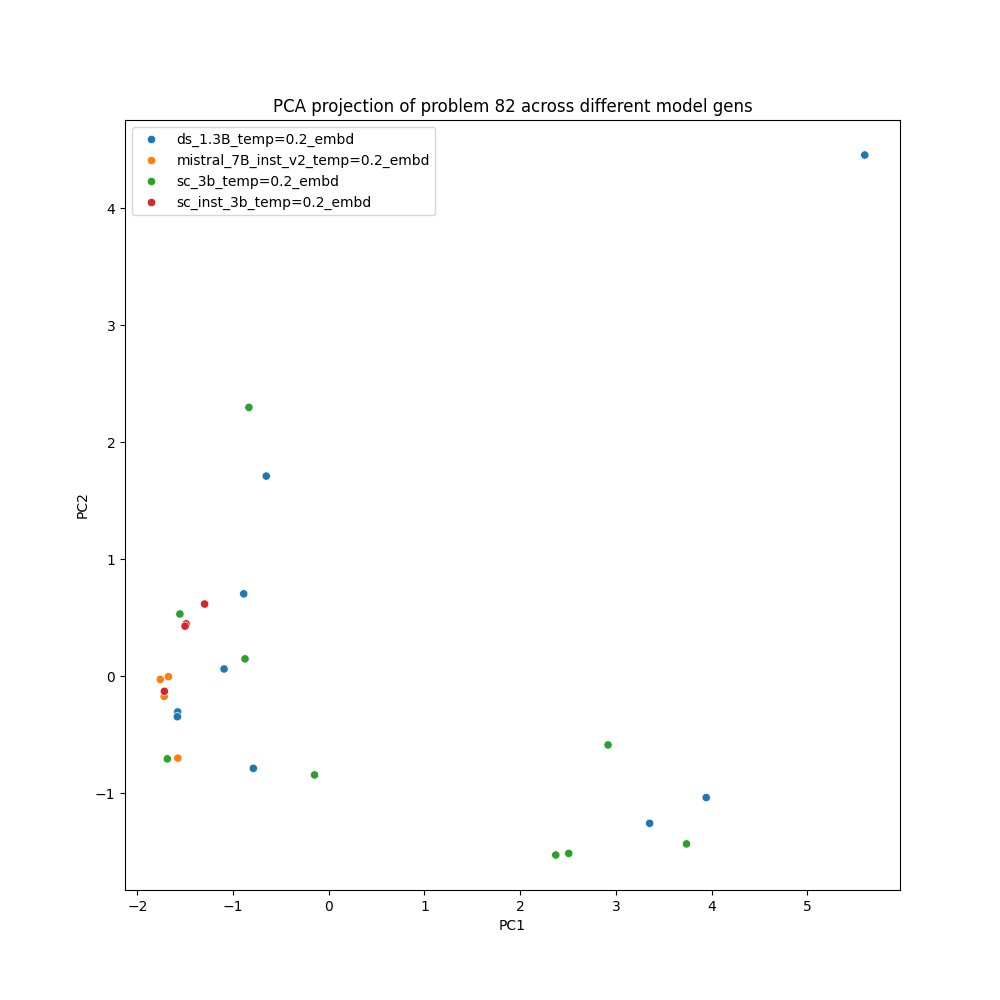 PCA projection of problem 82 across different model gens
ds_1.3B_temp=0.2_embd
mistral_7B_inst_v2_temp=0.2_embd
sc_3b_temp=0.2_embd
sc_inst_3b_temp=0.2_embd
4
3
2
1
0
−1
PC2
−2 −1 0 1 2 3 4 5
PC1